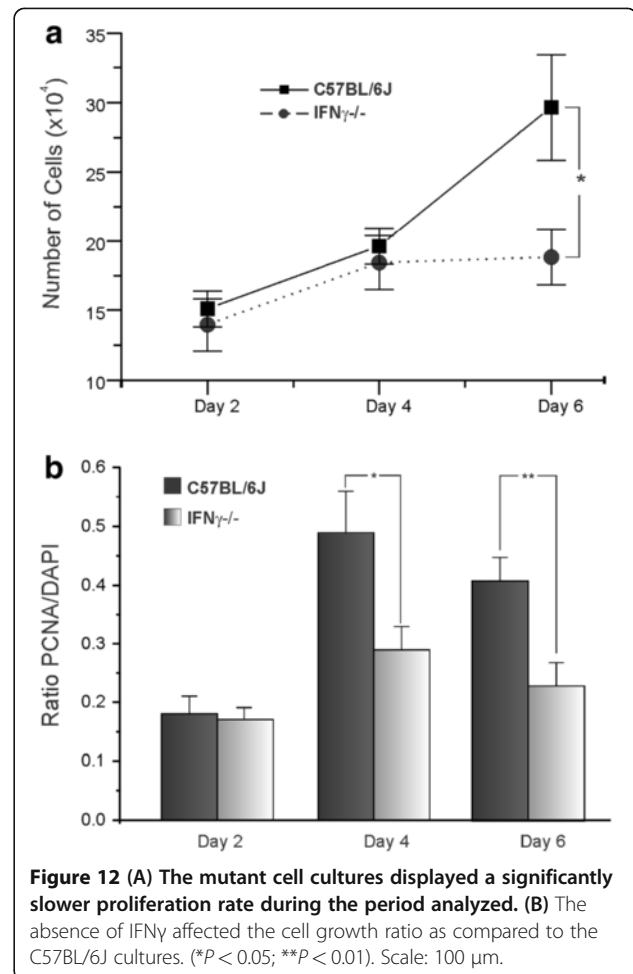 a
35
30
25
20
15
10
Number of Cells (x10⁴)
C57BL/6J
IFNγ-/-
*
Day 2 Day 4 Day 6
b
0.6
0.5
0.4
0.3
0.2
0.1
0.0
Ratio PCNA/DAPI
C57BL/6J
IFNγ-/-
* **
Day 2 Day 4 Day 6
Figure 12 (A) The mutant cell cultures displayed a significantly
slower proliferation rate during the period analyzed. (B) The
absence of IFNγ affected the cell growth ratio as compared to the
C57BL/6J cultures. (*P < 0.05; **P < 0.01). Scale: 100 μm.